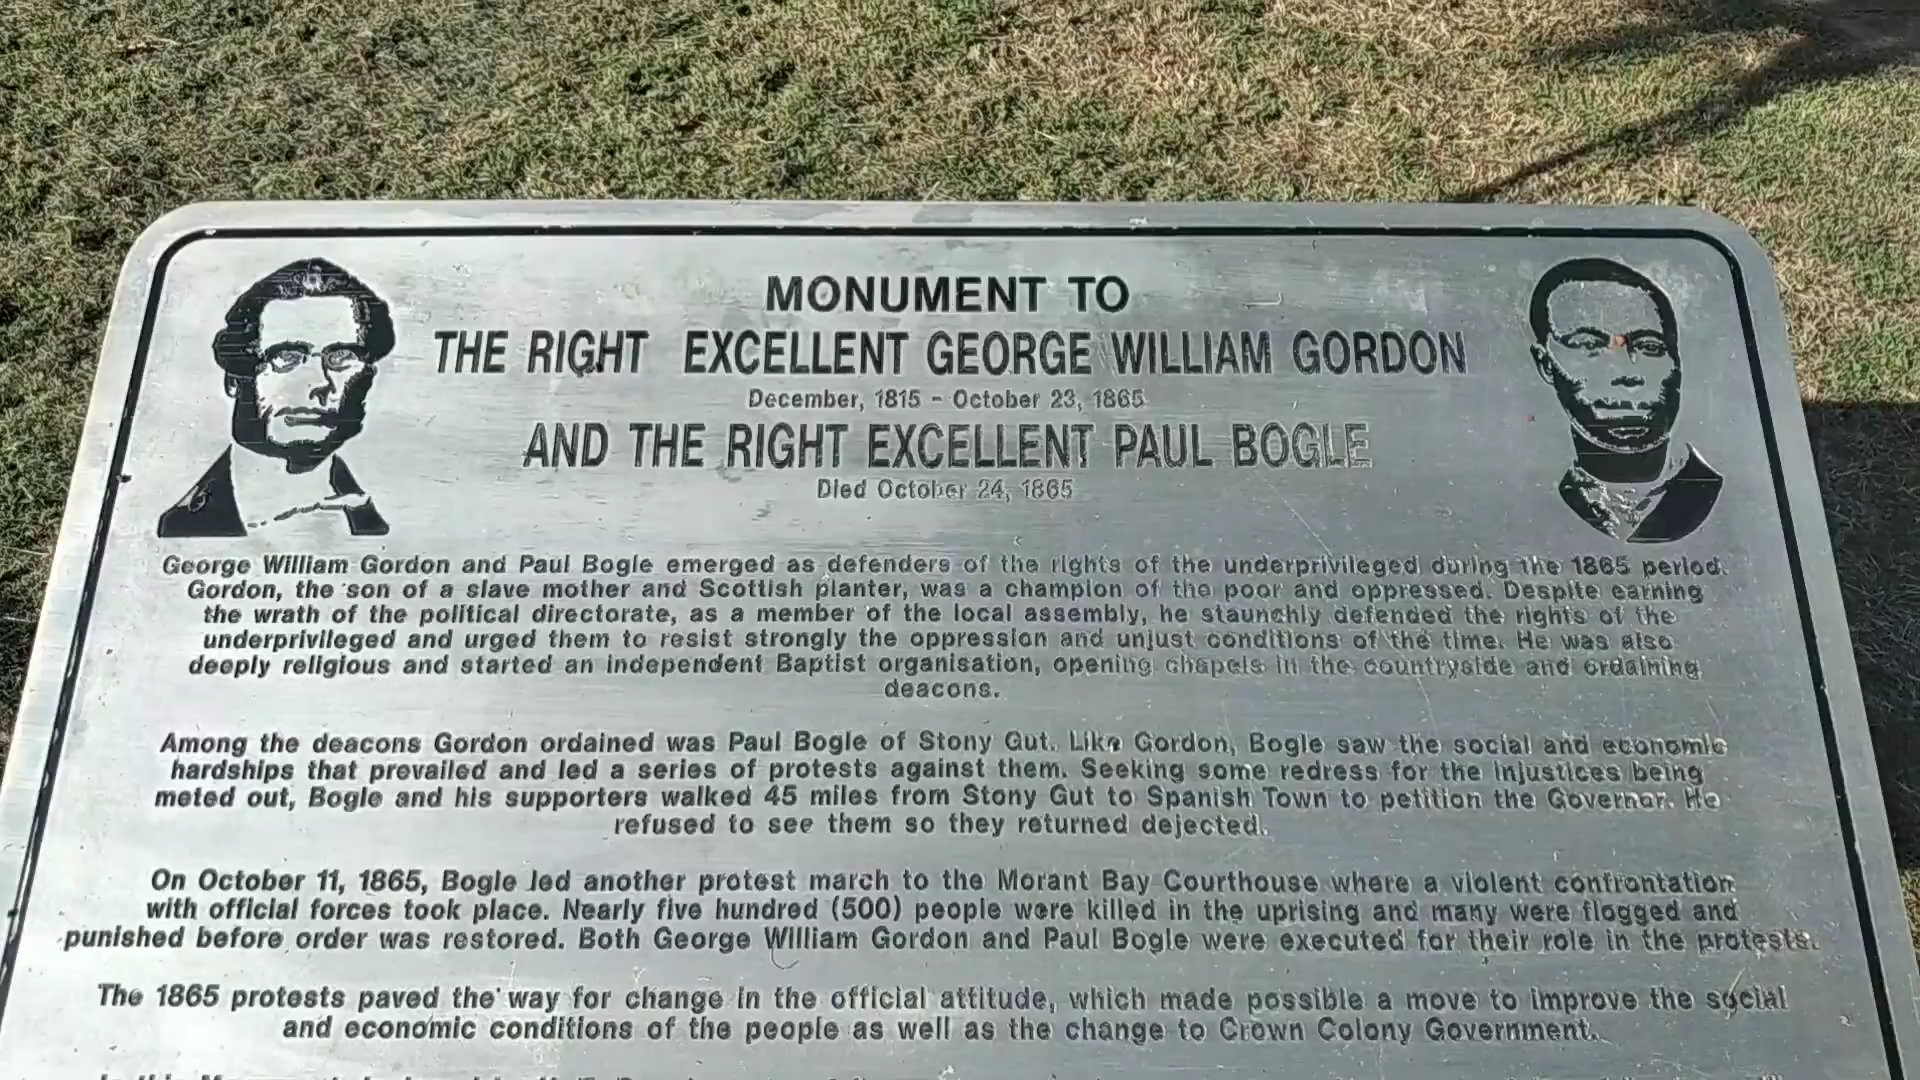 MONUMENT TO
THE RIGHT EXCELLENT GEORGE WILLIAM GORDON
December, 1815 - October 23, 1865
AND THE RIGHT EXCELLENT PAUL BOGLE
Died October 24, 1865
George William Gordon and Paul Bogle emerged as defenders of the rights of the underprivileged during the 1865 period.
Gordon, the son of a slave mother and Scottish planter, was a champion of the poor and oppressed. Despite earning
the wrath of the political directorate, as a member of the local assembly, he staunchly defended the rights of the
underprivileged and urged them to resist strongly the oppression and unjust conditions of the time. He was also
deeply religious and started an independent Baptist organisation, opening chapels in the countryside and ordaining
deacons.
Among the deacons Gordon ordained was Paul Bogle of Stony Gut. Like Gordon, Bogle saw the social and economic
hardships that prevailed and led a series of protests against them. Seeking some redress for the injustices being
meted out, Bogle and his supporters walked 45 miles from Stony Gut to Spanish Town to petition the Governor. He
refused to see them so they returned dejected.
On October 11, 1865, Bogle led another protest march to the Morant Bay Courthouse where a violent confrontation
with official forces took place. Nearly five hundred (500) people were killed in the uprising and many were flogged and
punished before order was restored. Both George William Gordon and Paul Bogle were executed for their role in the protests.
The 1865 protests paved the way for change in the official attitude, which made possible a move to improve the social
and economic conditions of the people as well as the change to Crown Colony Government.